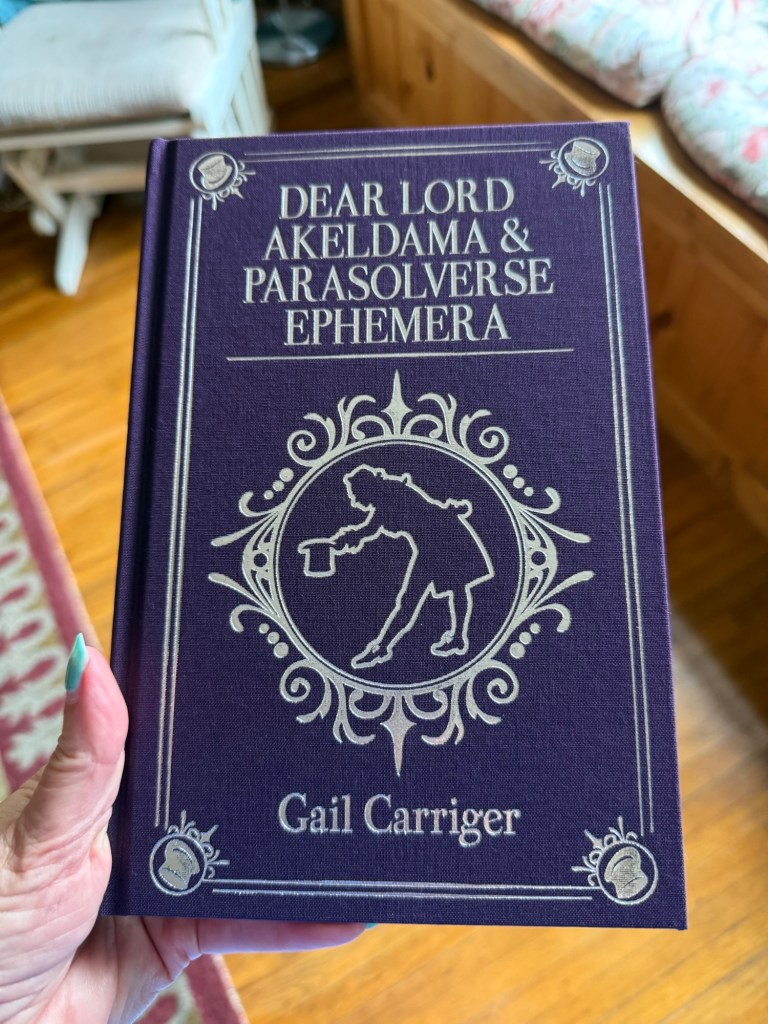 DEAR LORD
AKELDAMA &
PARASOLVERSE
EPHEMERA
Gail Carriger